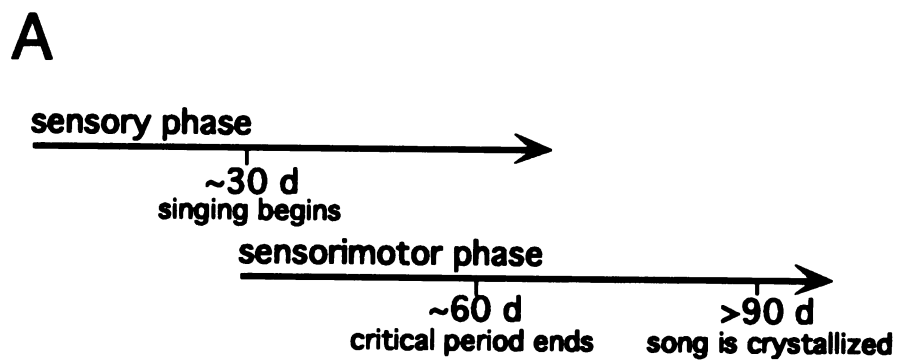 A
sensory phase
~30 d
singing begins
sensorimotor phase
~60 d
critical period ends
>90 d
song is crystallized